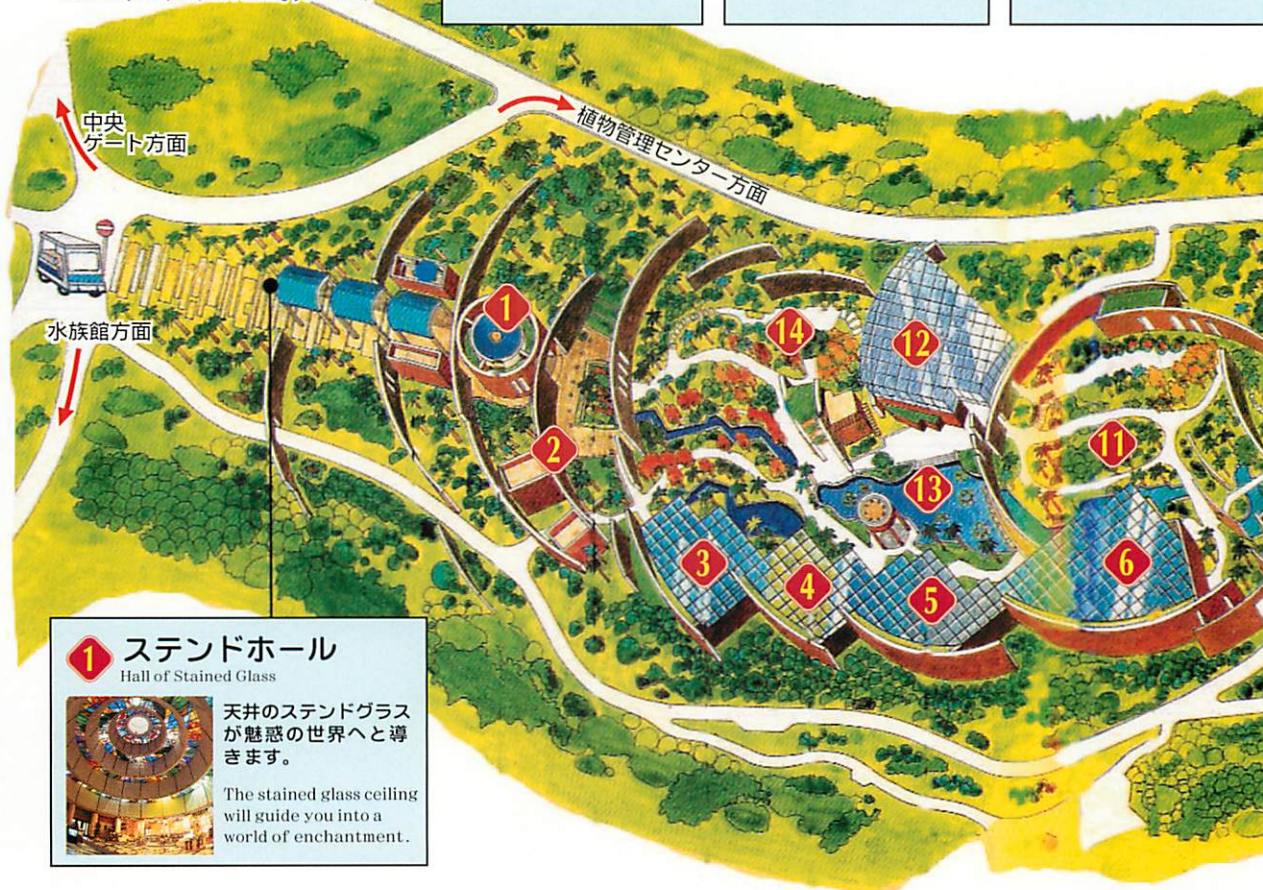 中央
ゲート方面
植物管理センター方面
水族館方面
1
14
12
2
11
13
3
4
5
6
1 ステンドホール
Hall of Stained Glass
天井のステンドグラス
が魅惑の世界へと導
きます。
The stained glass ceiling
will guide you into a
world of enchantment.